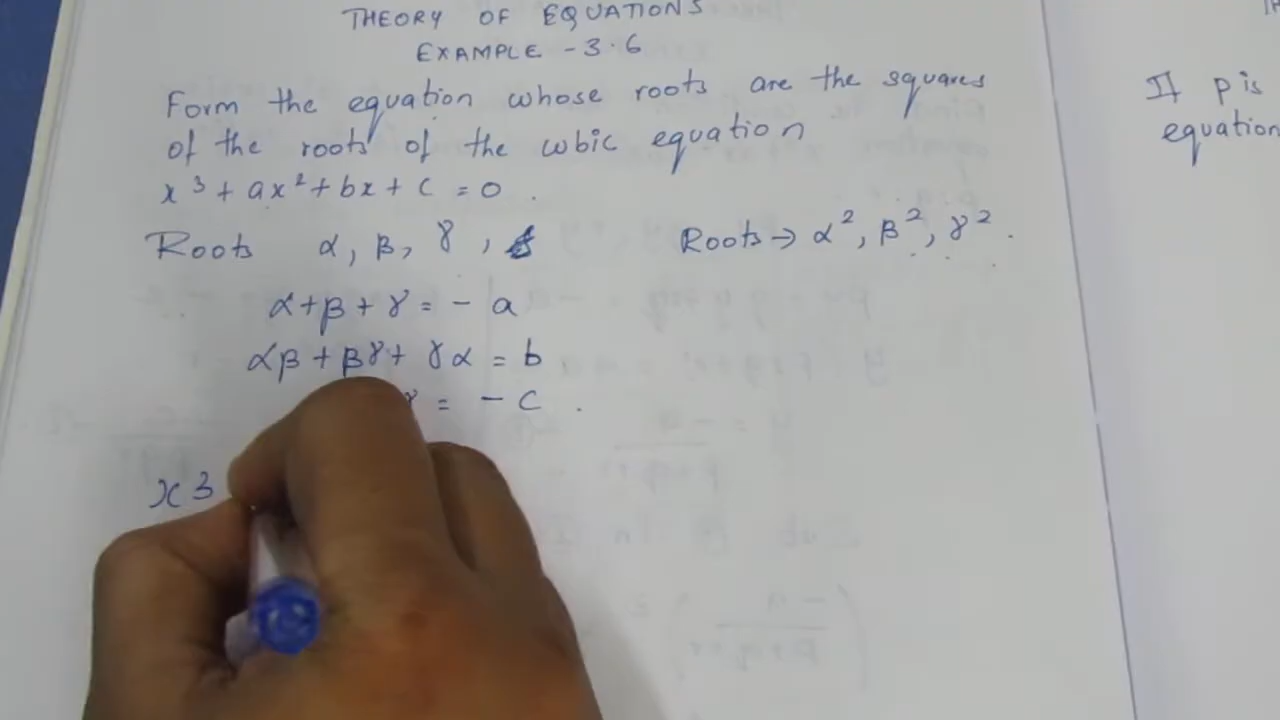 THEORY OF EQUATIONS
EXAMPLE - 3.6
Form the equation whose roots are the squares
of the roots of the cubic equation
x³ + ax² + bx + c = 0 .
Roots α, β, γ ,
Roots → α², β², γ² .
α+β+γ = - a
αβ + βγ + γα = b
γ = - c .
x3
If p is
equation